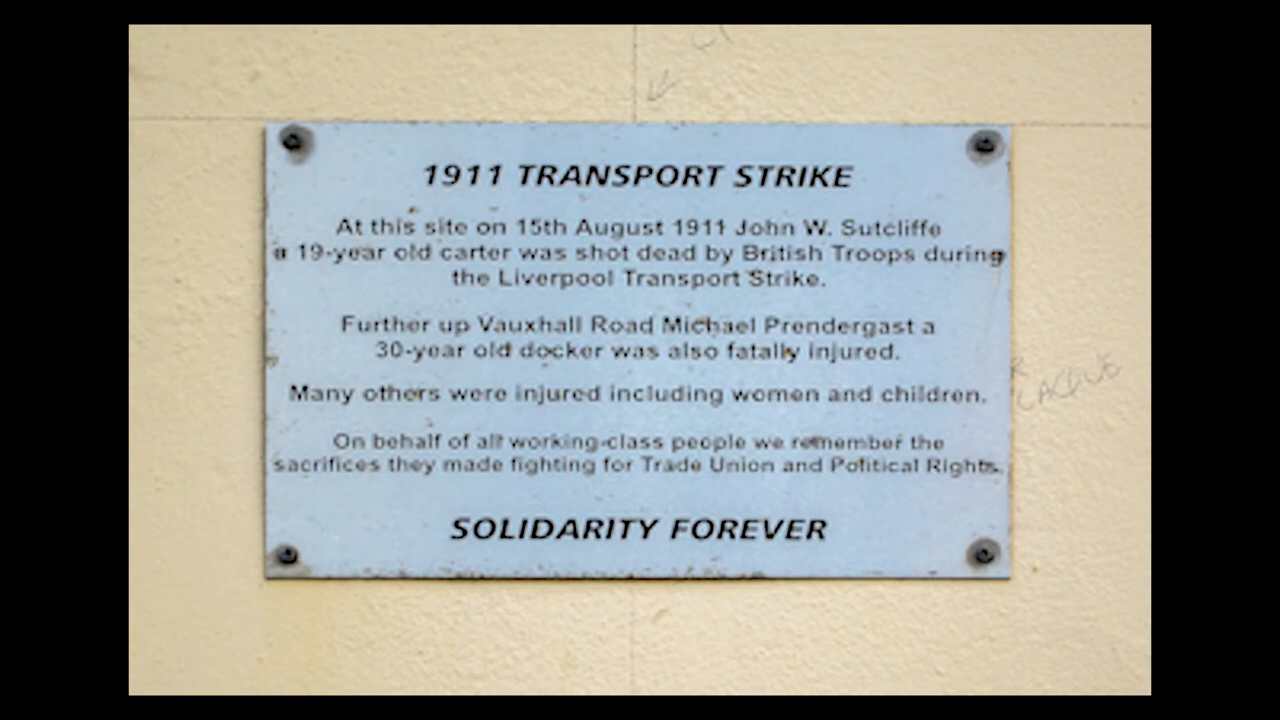 1911 TRANSPORT STRIKE
At this site on 15th August 1911 John W. Sutcliffe
a 19-year old carter was shot dead by British Troops during
the Liverpool Transport Strike.
Further up Vauxhall Road Michael Prendergast a
30-year old docker was also fatally injured.
Many others were injured including women and children.
On behalf of all working-class people we remember the
sacrifices they made fighting for Trade Union and Political Rights.
SOLIDARITY FOREVER